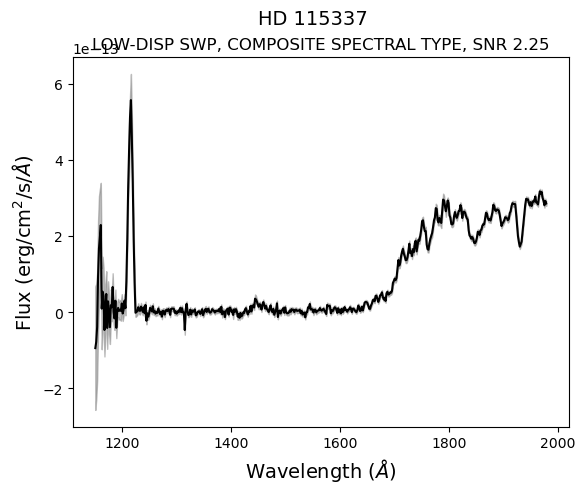 HD 115337
LOW-DISP SWP, COMPOSITE SPECTRAL TYPE, SNR 2.25
1e−13
6
4
2
0
−2
Flux (erg/cm²/s/Å)
1200 1400 1600 1800 2000
Wavelength (Å)